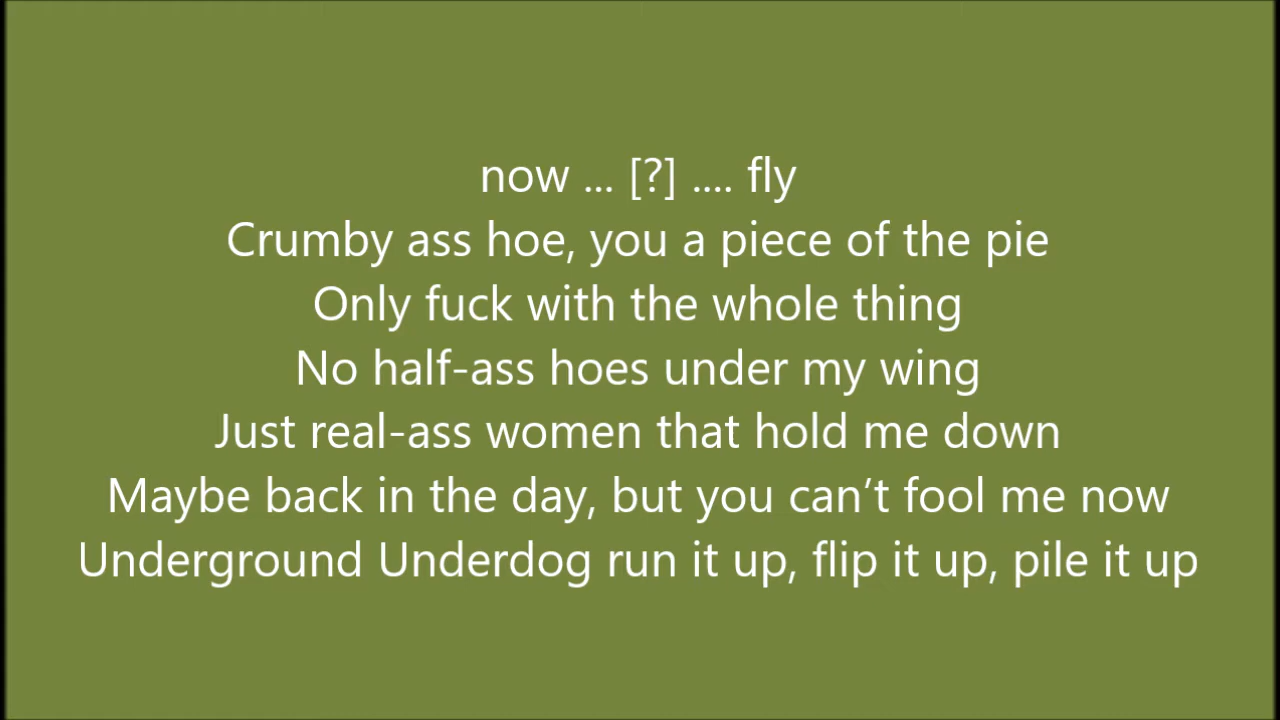 now ... [?] .... fly
Crumby ass hoe, you a piece of the pie
Only fuck with the whole thing
No half-ass hoes under my wing
Just real-ass women that hold me down
Maybe back in the day, but you can’t fool me now
Underground Underdog run it up, flip it up, pile it up